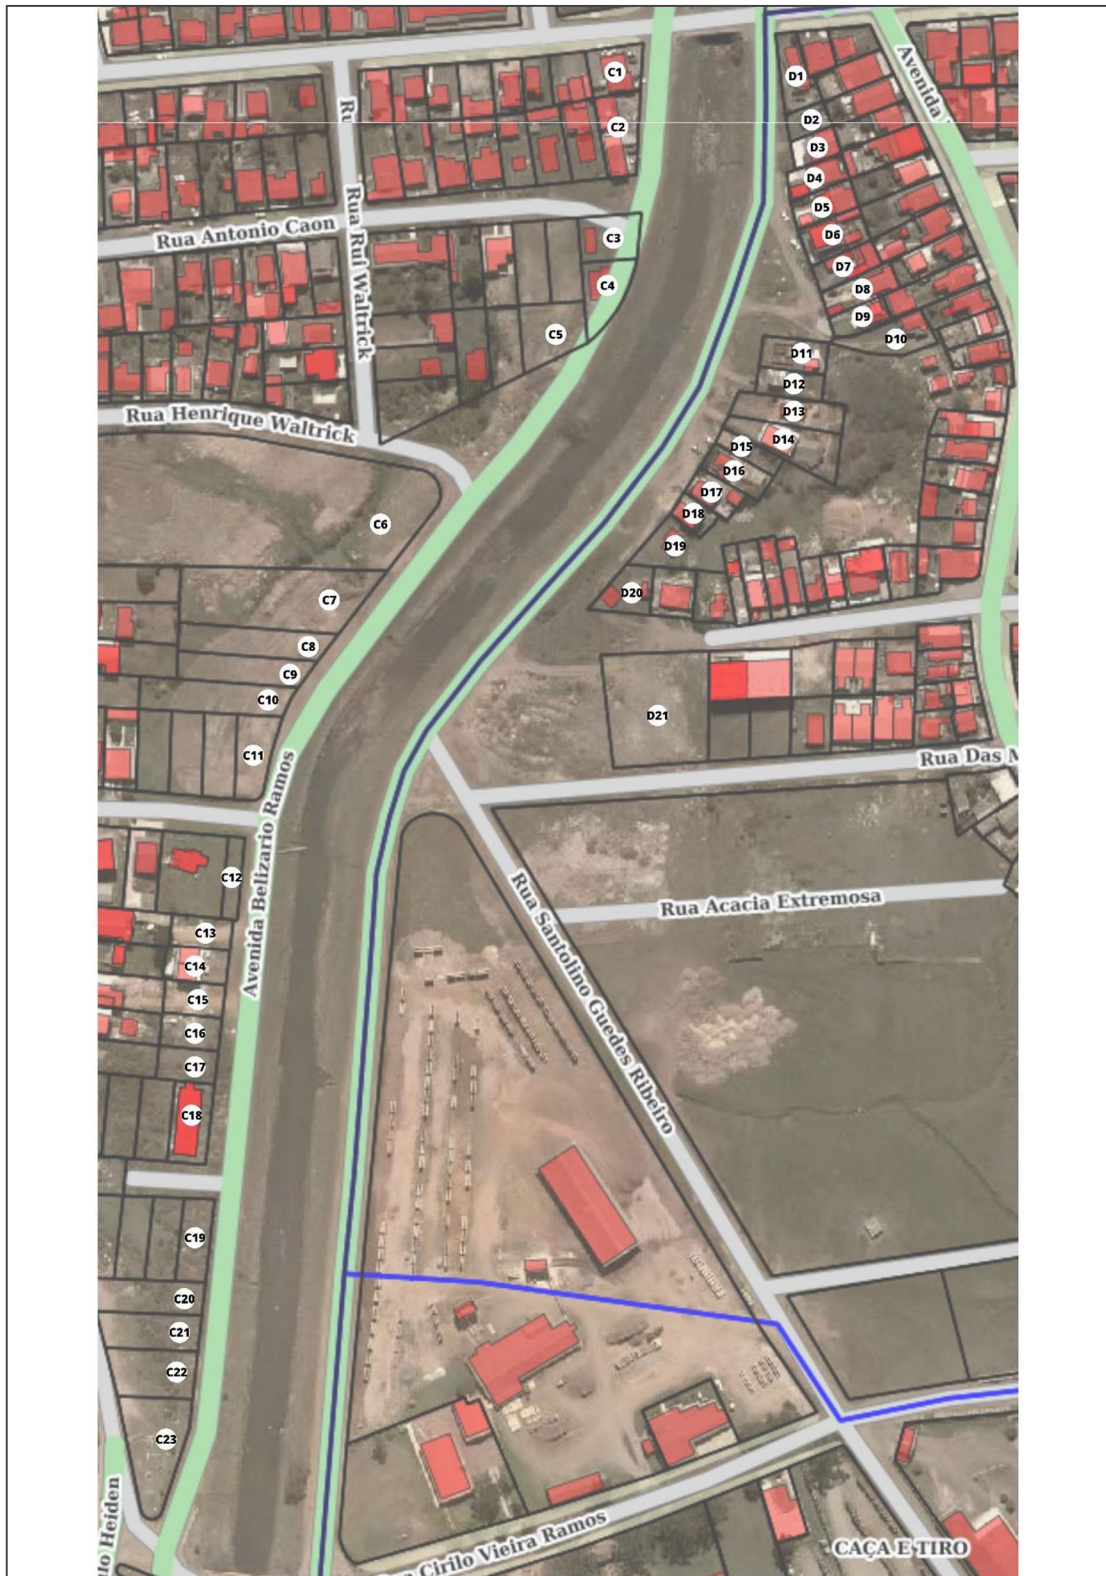 C1
C2
C3
C4
C5
C6
C7
C8
C9
C10
C11
C12
C13
C14
C15
C16
C17
C18
C19
C20
C21
C22
C23
D1
D2
D3
D4
D5
D6
D7
D8
D9
D10
D11
D12
D13
D14
D15
D16
D17
D18
D19
D20
D21
Avenida
Rua Antonio Caon
Rua Rui Waltrick
Rua Henrique Waltrick
Avenida Belizario Ramos
Rua Das M
Rua Acacia Extremosa
Rua Santolino Guedes Ribeiro
Heiden
Cirilo Vieira Ramos
CAÇA E TIRO